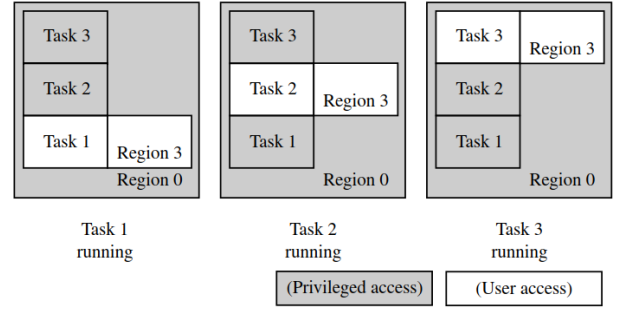 Task 3
Task 2
Task 1
Region 3
Region 0
Task 1
running
Task 3
Task 2
Region 3
Task 1
Region 0
Task 2
running
Task 3
Region 3
Task 2
Task 1
Region 0
Task 3
running
(Privileged access)
(User access)